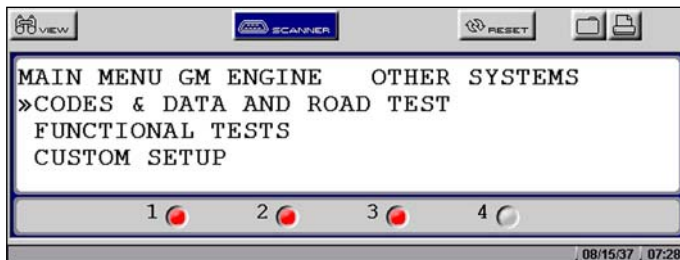 VIEW SCANNER RESET
MAIN MENU GM ENGINE OTHER SYSTEMS
»CODES & DATA AND ROAD TEST
FUNCTIONAL TESTS
CUSTOM SETUP
1 2 3 4
08/15/37 07:28